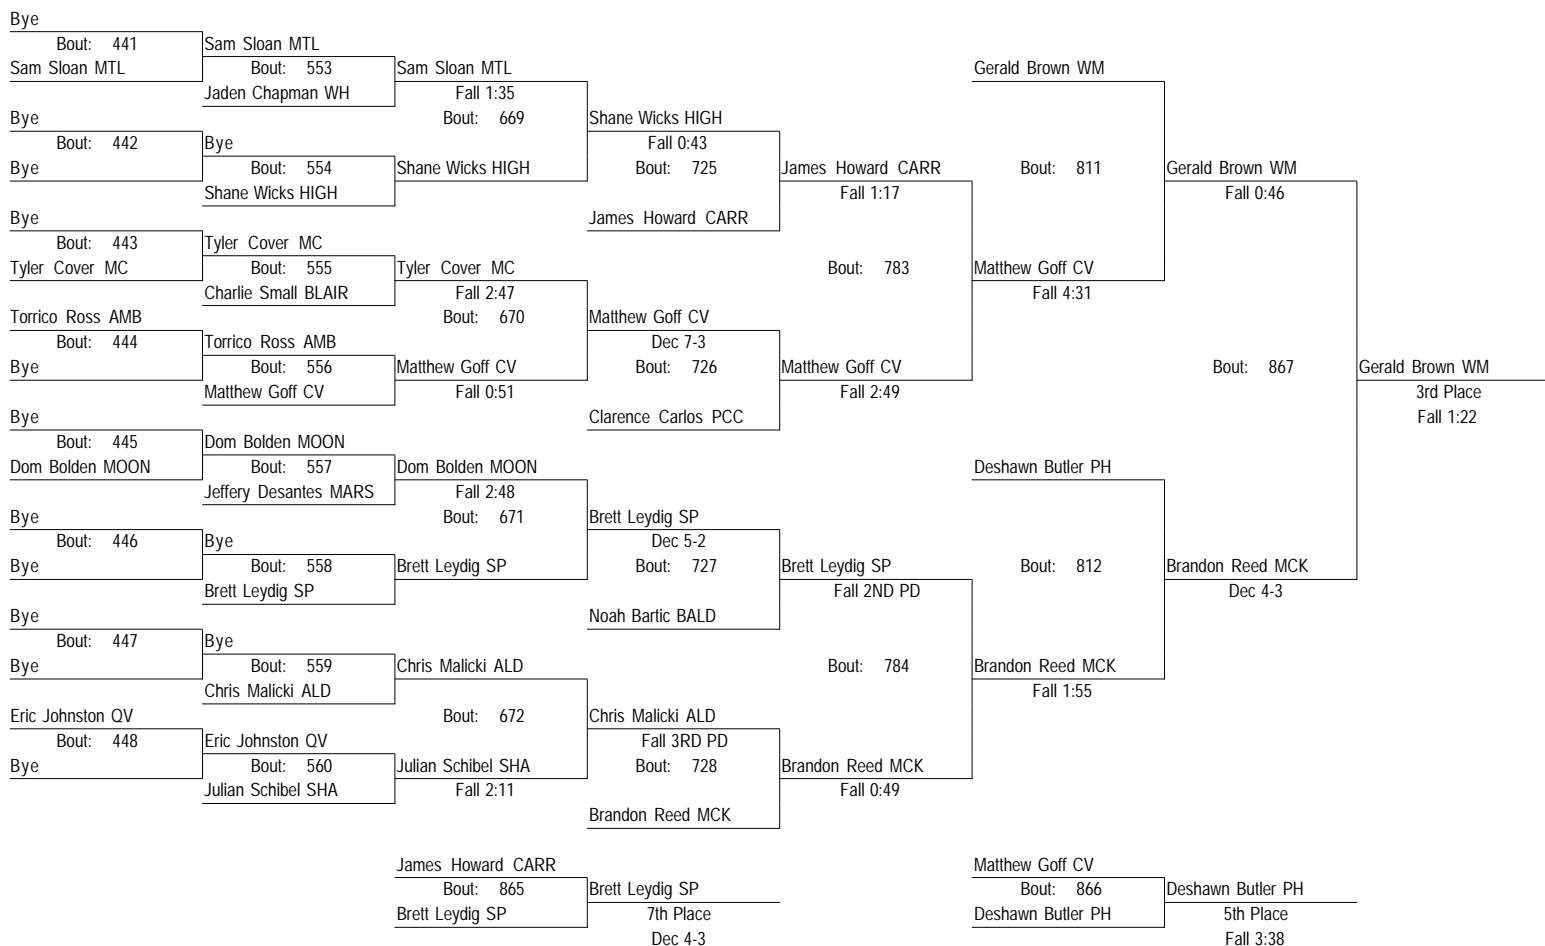 Bye
Bout: 441 Sam Sloan MTL
Sam Sloan MTL Bout: 553 Sam Sloan MTL Gerald Brown WM
Jaden Chapman WH Fall 1:35
Bye Bout: 669 Shane Wicks HIGH
Bout: 442 Bye Fall 0:43
Bye Bout: 554 Shane Wicks HIGH Bout: 725 James Howard CARR Bout: 811 Gerald Brown WM
Shane Wicks HIGH Fall 1:17 Fall 0:46
Bye James Howard CARR
Bout: 443 Tyler Cover MC
Tyler Cover MC Bout: 555 Tyler Cover MC Bout: 783 Matthew Goff CV
Charlie Small BLAIR Fall 2:47 Fall 4:31
Torrico Ross AMB Bout: 670 Matthew Goff CV
Bout: 444 Torrico Ross AMB Dec 7-3
Bye Bout: 556 Matthew Goff CV Bout: 726 Matthew Goff CV Bout: 867 Gerald Brown WM
Matthew Goff CV Fall 0:51 Fall 2:49 3rd Place
Bye Clarence Carlos PCC Fall 1:22
Bout: 445 Dom Bolden MOON
Dom Bolden MOON Bout: 557 Dom Bolden MOON Deshawn Butler PH
Jeffery Desantes MARS Fall 2:48
Bye Bout: 671 Brett Leydig SP
Bout: 446 Bye Dec 5-2
Bye Bout: 558 Brett Leydig SP Bout: 727 Brett Leydig SP Bout: 812 Brandon Reed MCK
Brett Leydig SP Fall 2ND PD Dec 4-3
Bye Noah Bartic BALD
Bout: 447 Bye
Bye Bout: 559 Chris Malicki ALD Bout: 784 Brandon Reed MCK
Chris Malicki ALD Fall 1:55
Eric Johnston QV Bout: 672 Chris Malicki ALD
Bout: 448 Eric Johnston QV Fall 3RD PD
Bye Bout: 560 Julian Schibel SHA Bout: 728 Brandon Reed MCK
Julian Schibel SHA Fall 2:11 Fall 0:49
Brandon Reed MCK
James Howard CARR Matthew Goff CV
Bout: 865 Brett Leydig SP Bout: 866 Deshawn Butler PH
Brett Leydig SP 7th Place Deshawn Butler PH 5th Place
Dec 4-3 Fall 3:38